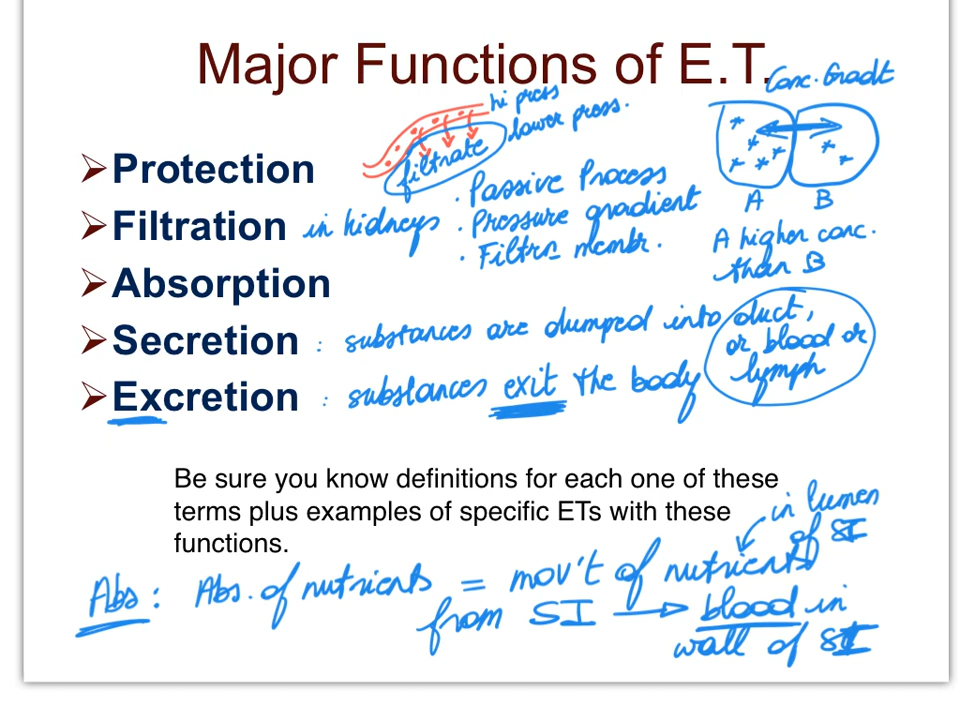 Major Functions of E.T.
Conc. Gradt
hi press
lower press.
filtrate
A B
A higher conc.
than B
➢Protection
➢Filtration in kidneys
· Passive Process
· Pressure gradient
· Filtrn membr.
➢Absorption
➢Secretion : substances are dumped into duct,
or blood or
lymph
➢Excretion : substances exit the body
Be sure you know definitions for each one of these
terms plus examples of specific ETs with these
functions.
in lumen
of SI
Abs : Abs. of nutrients = mov't of nutrients
from SI → blood in
wall of SI